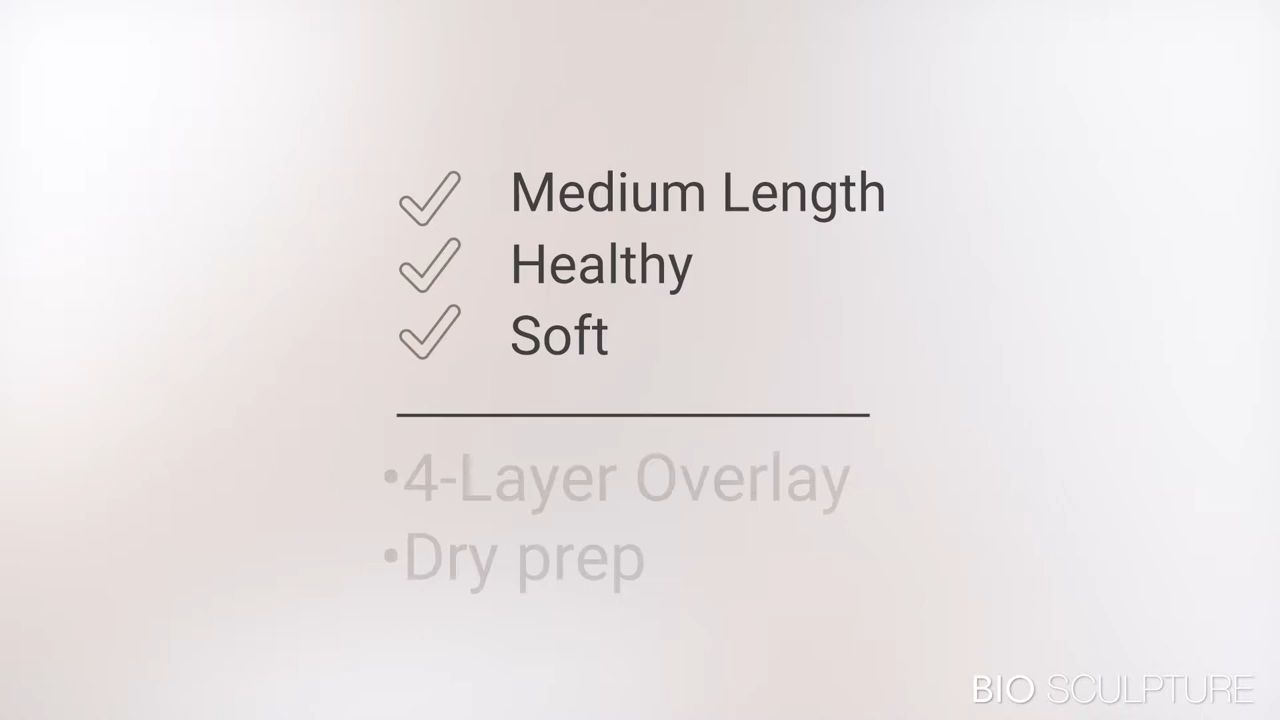 Medium Length
Healthy
Soft
•4-Layer Overlay
•Dry prep
BIO SCULPTURE